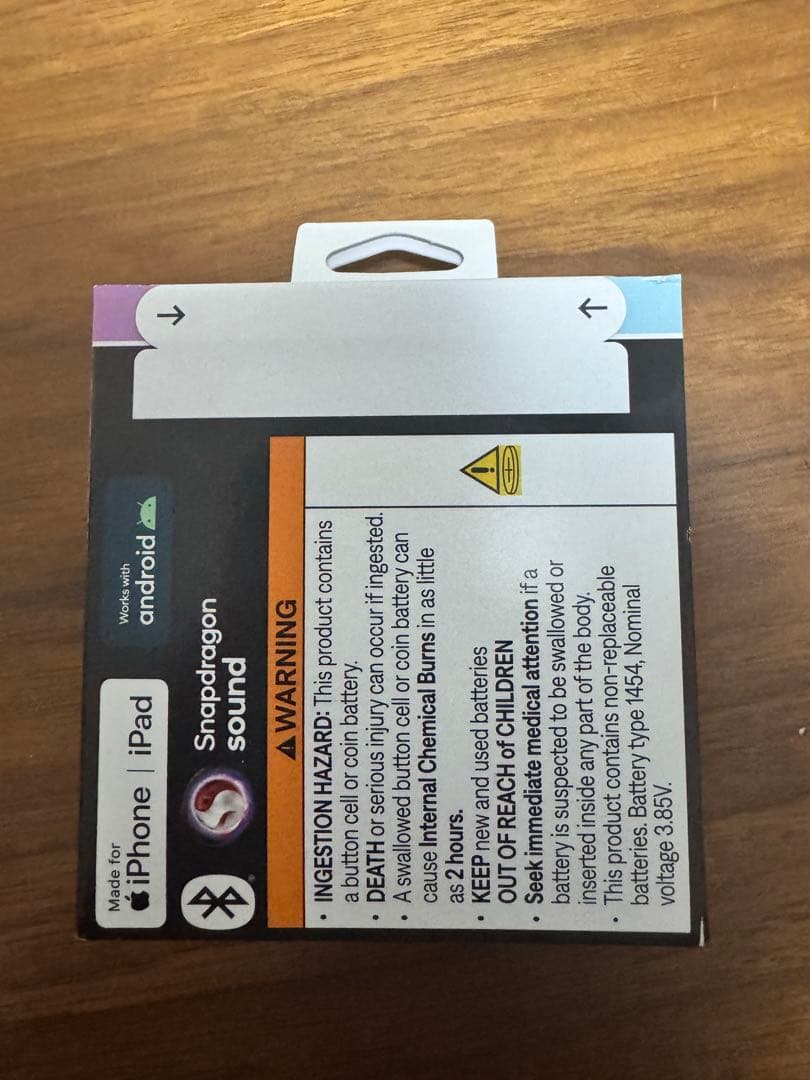 Made for
iPhone | iPad
Works with
android
Snapdragon
sound
WARNING
• INGESTION HAZARD: This product contains
a button cell or coin battery.
• DEATH or serious injury can occur if ingested.
• A swallowed button cell or coin battery can
cause Internal Chemical Burns in as little
as 2 hours.
• KEEP new and used batteries
OUT OF REACH of CHILDREN
• Seek immediate medical attention if a
battery is suspected to be swallowed or
inserted inside any part of the body.
• This product contains non-replaceable
batteries. Battery type 1454, Nominal
voltage 3.85V.